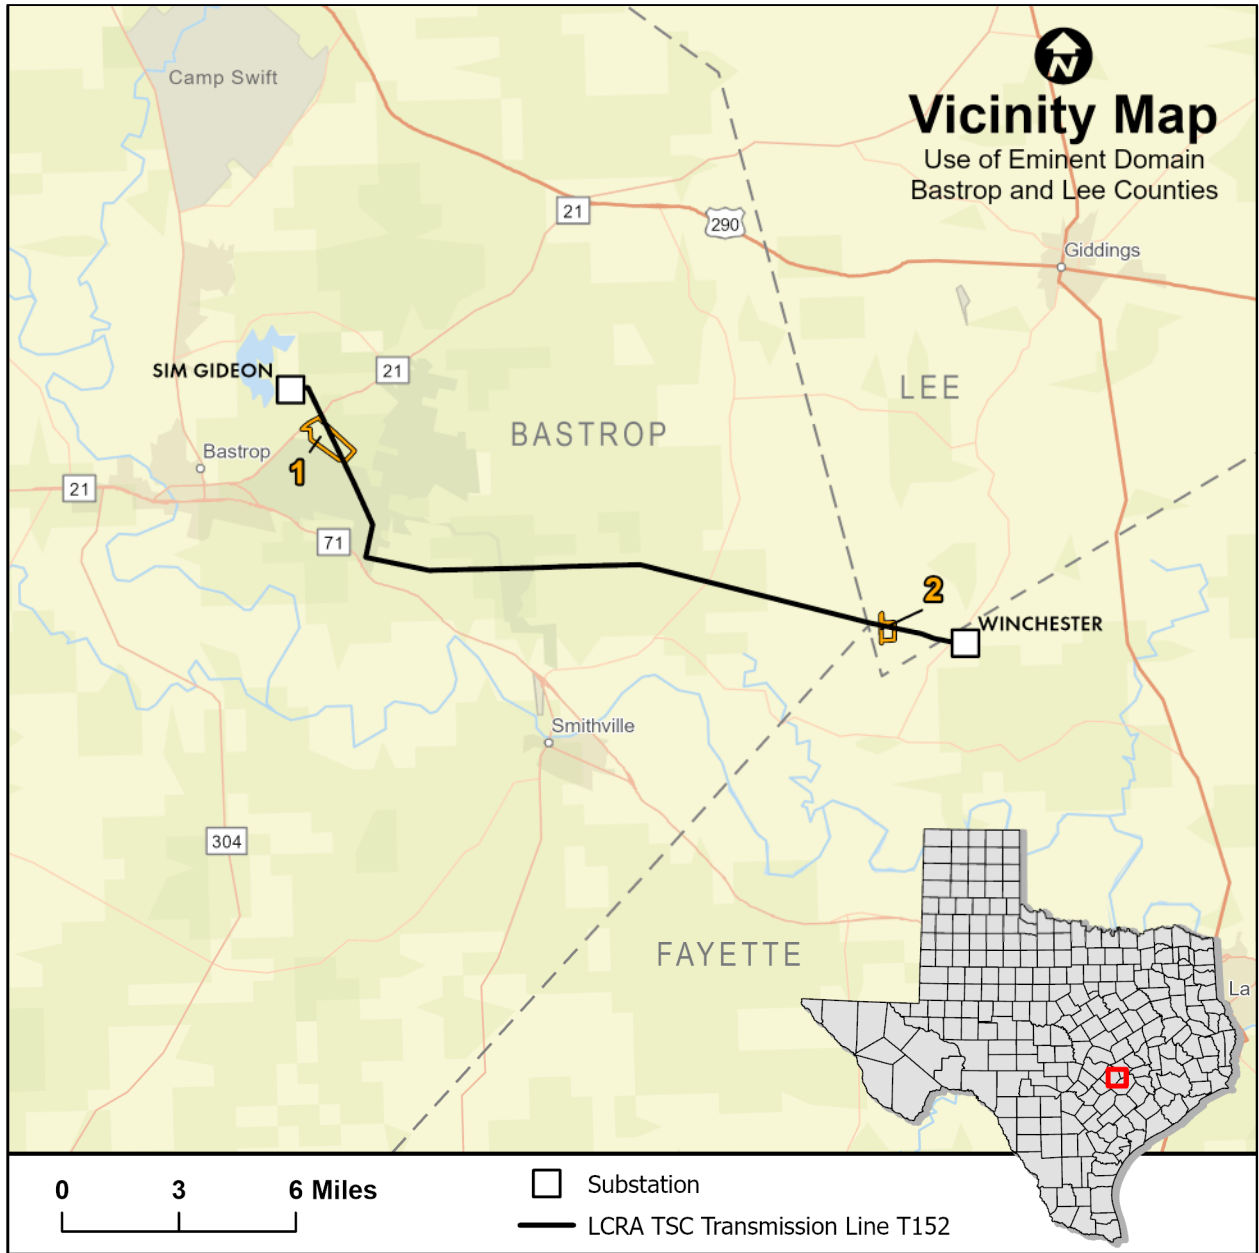 Camp Swift
N
Vicinity Map
Use of Eminent Domain
Bastrop and Lee Counties
21
290
Giddings
SIM GIDEON
21
LEE
BASTROP
Bastrop
1
21
71
2
WINCHESTER
Smithville
304
FAYETTE
La
0 3 6 Miles
Substation
LCRA TSC Transmission Line T152